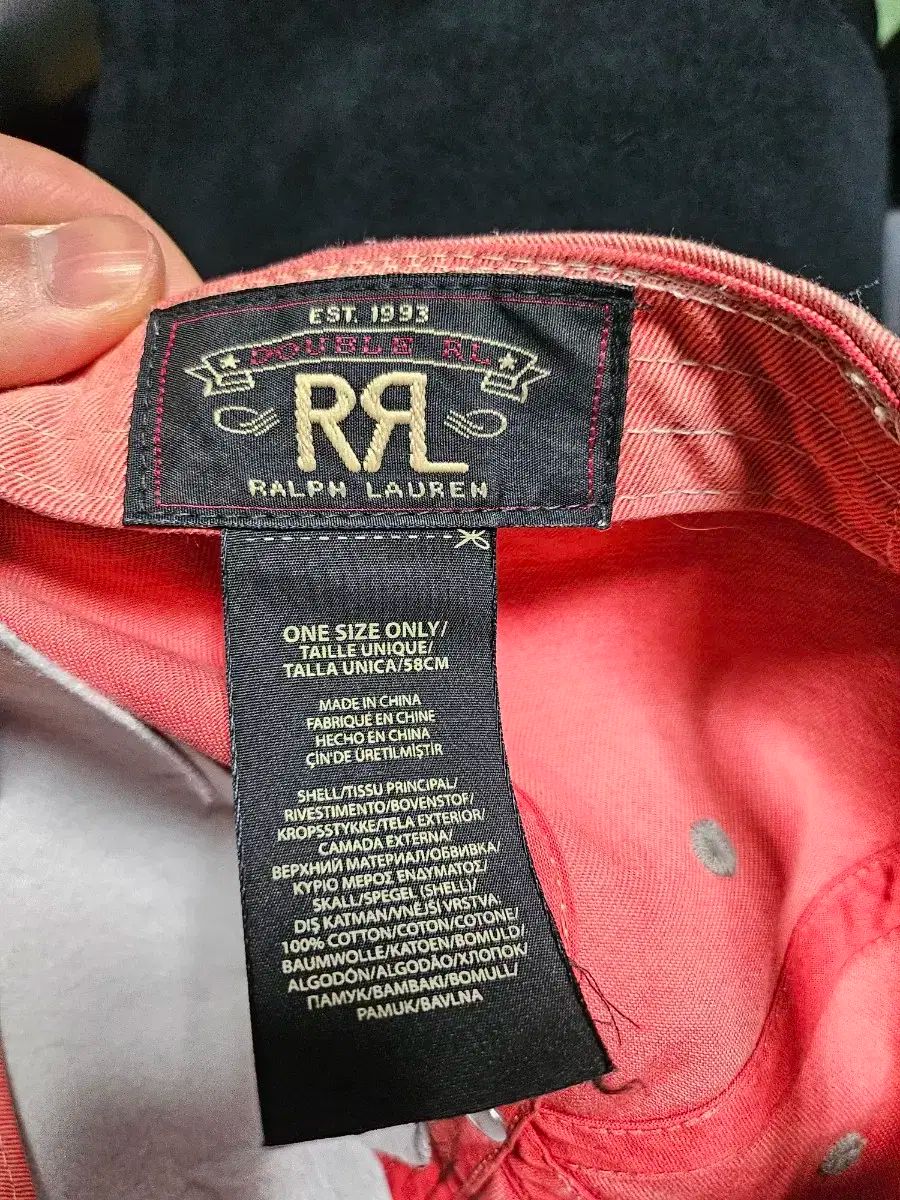 EST. 1993
DOUBLE RL
RRL
RALPH LAUREN
ONE SIZE ONLY/
TAILLE UNIQUE/
TALLA UNICA/58CM
MADE IN CHINA
FABRIQUÉ EN CHINE
HECHO EN CHINA
ÇİN'DE ÜRETİLMİŞTİR
SHELL/TISSU PRINCIPAL/
RIVESTIMENTO/BOVENSTOF/
KROPSSTYKKE/TELA EXTERIOR/
CAMADA EXTERNA/
ВЕРХНИЙ МАТЕРИАЛ/ОБВИВКА/
ΚΥΡΙΟ ΜΕΡΟΣ ΕΝΔΥΜΑΤΟΣ/
SKALL/SPEGEL (SHELL)/
DIŞ KATMAN/VNĚJŠÍ VRSTVA
100% COTTON/COTON/COTONE/
BAUMWOLLE/KATOEN/BOMULD/
ALGODÓN/ALGODÃO/ХЛОПОК/
ПАМУК/ΒΑΜΒΑΚΙ/BOMULL/
PAMUK/BAVLNA